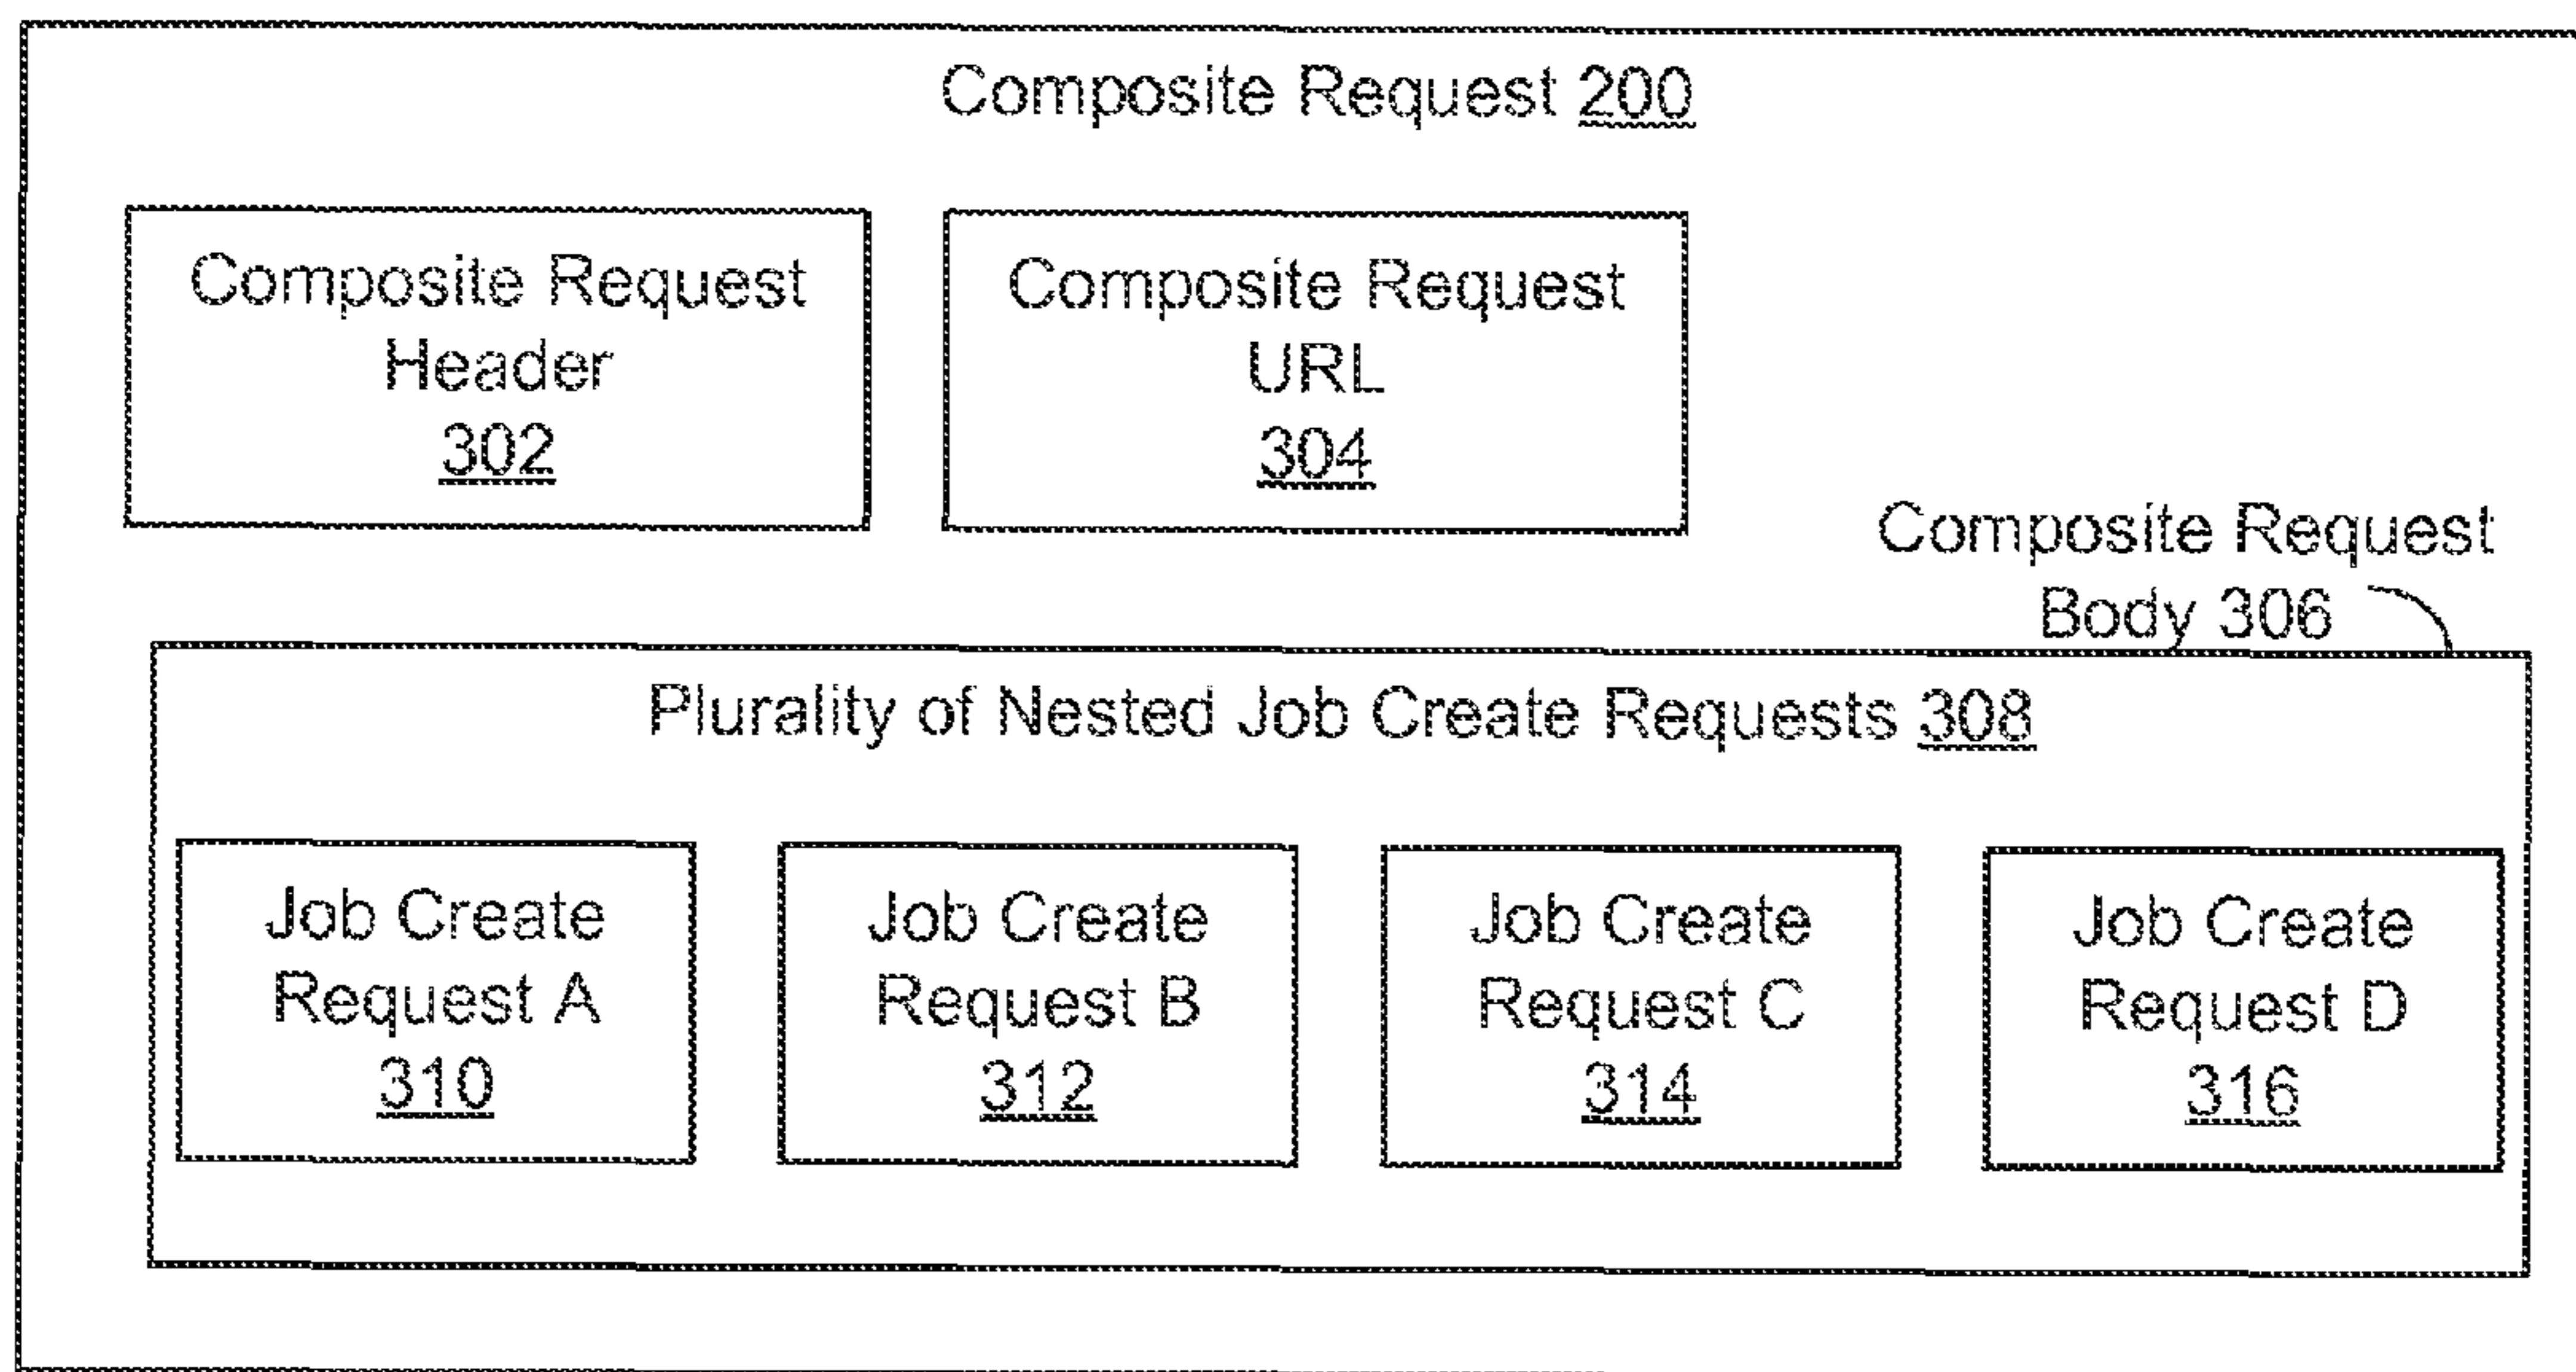 Composite Request 200
Composite Request
Header
302
Composite Request
URL
304
Composite Request
Body 306
Plurality of Nested Job Create Requests 308
Job Create
Request A
310
Job Create
Request B
312
Job Create
Request C
314
Job Create
Request D
316